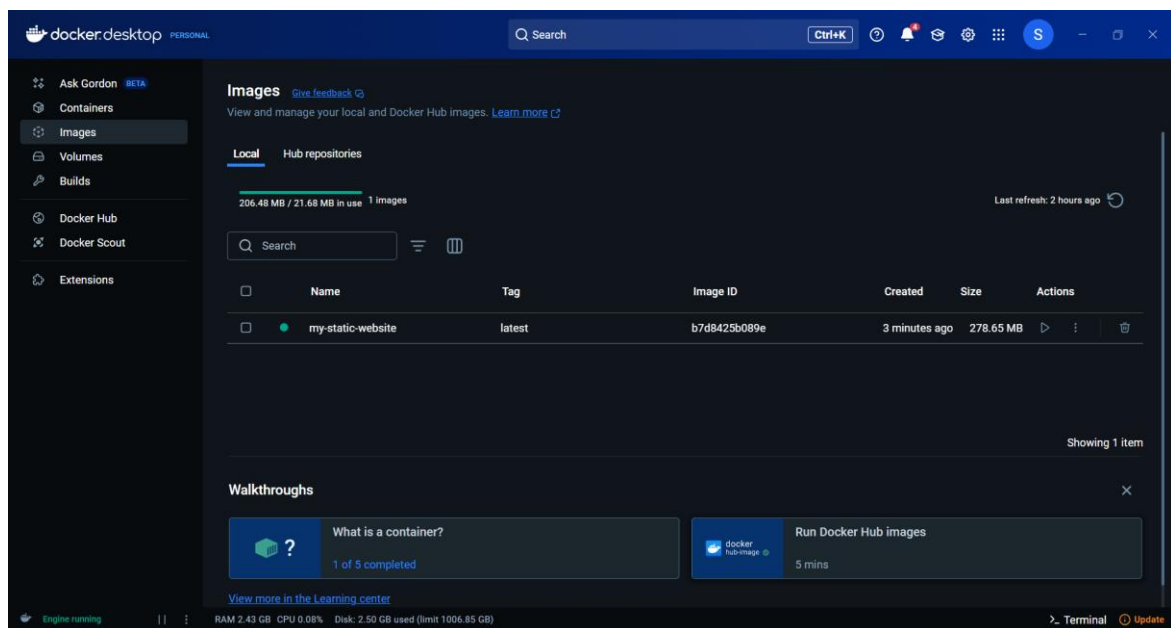 docker.desktop PERSONAL
Search
Ctrl+K
4
S
Ask Gordon BETA
Containers
Images
Volumes
Builds
Docker Hub
Docker Scout
Extensions
Images Give feedback
View and manage your local and Docker Hub images. Learn more
Local Hub repositories
206.48 MB / 21.68 MB in use 1 images
Last refresh: 2 hours ago
Search
Name Tag Image ID Created Size Actions
my-static-website latest b7d8425b089e 3 minutes ago 278.65 MB
Showing 1 item
Walkthroughs
?
What is a container?
1 of 5 completed
docker
hub-image
Run Docker Hub images
5 mins
View more in the Learning center
Engine running RAM 2.43 GB CPU 0.08% Disk: 2.50 GB used (limit 1006.85 GB) >_ Terminal Update